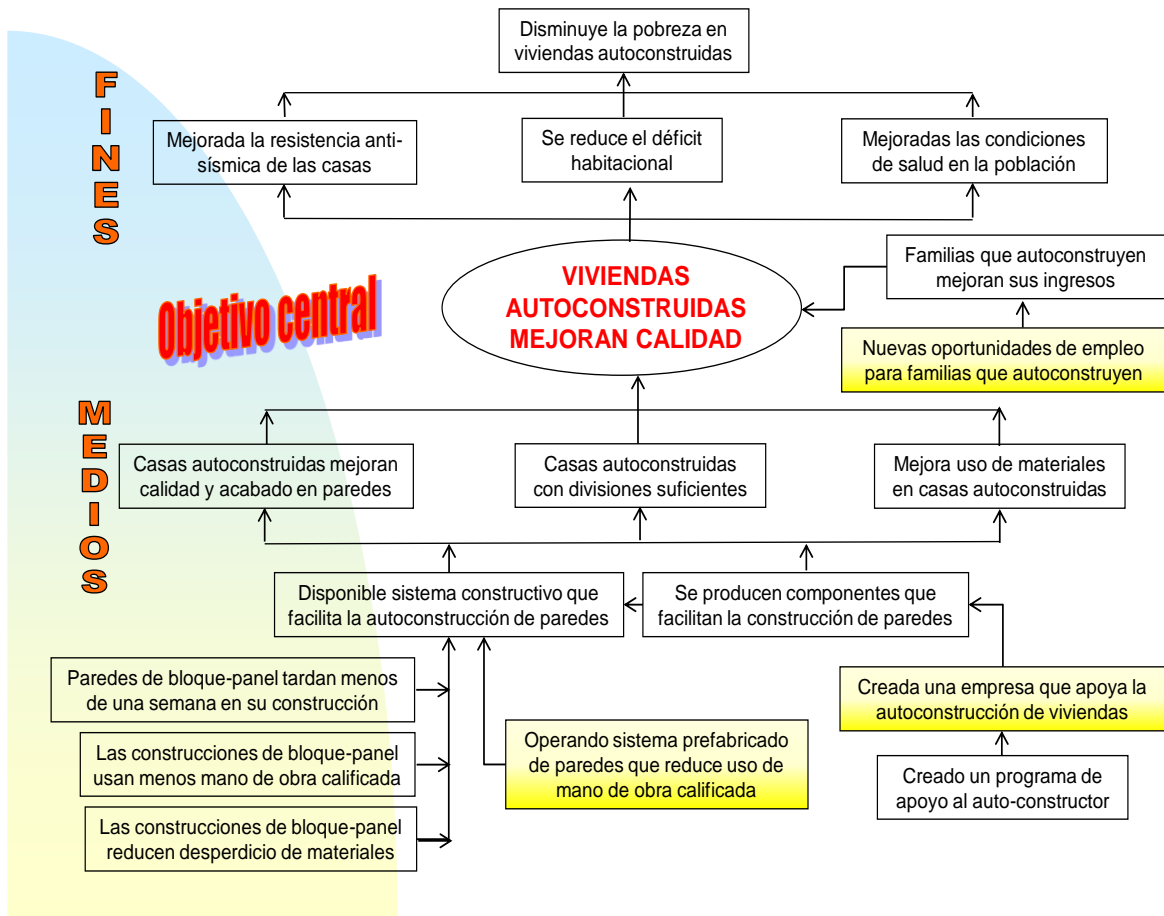 Disminuye la pobreza en
viviendas autoconstruidas
FINES
Mejorada la resistencia anti-
sísmica de las casas
Se reduce el déficit
habitacional
Mejoradas las condiciones
de salud en la población
Objetivo central
VIVIENDAS
AUTOCONSTRUIDAS
MEJORAN CALIDAD
Familias que autoconstruyen
mejoran sus ingresos
Nuevas oportunidades de empleo
para familias que autoconstruyen
MEDIOS
Casas autoconstruidas mejoran
calidad y acabado en paredes
Casas autoconstruidas
con divisiones suficientes
Mejora uso de materiales
en casas autoconstruidas
Disponible sistema constructivo que
facilita la autoconstrucción de paredes
Se producen componentes que
facilitan la construcción de paredes
Paredes de bloque-panel tardan menos
de una semana en su construcción
Las construcciones de bloque-panel
usan menos mano de obra calificada
Las construcciones de bloque-panel
reducen desperdicio de materiales
Operando sistema prefabricado
de paredes que reduce uso de
mano de obra calificada
Creada una empresa que apoya la
autoconstrucción de viviendas
Creado un programa de
apoyo al auto-constructor